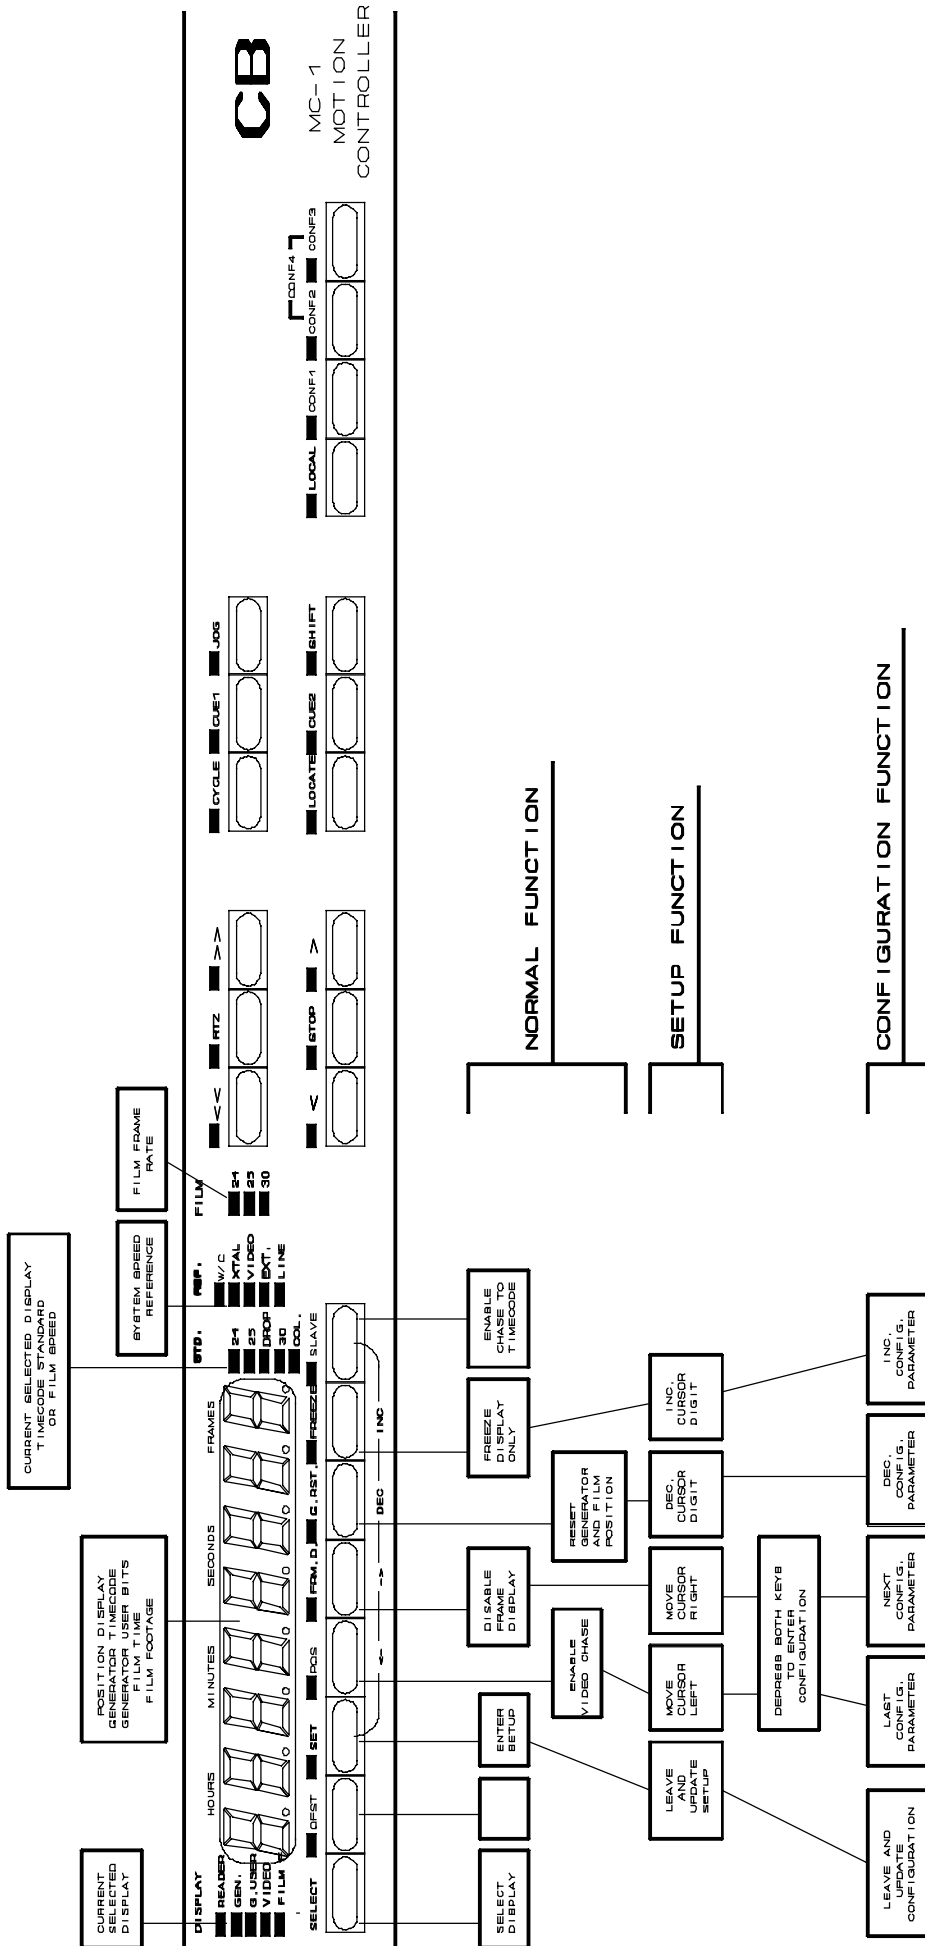 CURRENT SELECTED DISPLAY
TIMECODE STANDARD
OR FILM SPEED
CURRENT
SELECTED
DISPLAY
POSITION DISPLAY
GENERATOR TIMECODE
GENERATOR USER BITS
FILM TIME
FILM FOOTAGE
SYSTEM SPEED
REFERENCE
FILM FRAME
RATE
DISPLAY
READER
GEN.
G.USER
VIDEO
FILM F
HOURS
MINUTES
SECONDS
FRAMES
STD.
24
25
DROP
30
COL.
REF.
W/C
XTAL
VIDEO
EXT.
LINE
FILM
24
25
30
<<
RTZ
>>
CYCLE
CUE1
JOG
CB
SELECT
OFST
SET
POS
FRM.D.
G.RST.
FREEZE
SLAVE
<
STOP
>
LOCATE
CUE2
SHIFT
LOCAL
CONF1
CONF2
CONF3
CONF4
MC-1
MOTION
CONTROLLER
<-- DEC INC -->
SELECT
DISPLAY
ENTER
SETUP
DISABLE
FRAME
DISPLAY
FREEZE
DISPLAY
ONLY
ENABLE
CHASE TO
TIMECODE
ENABLE
VIDEO CHASE
RESET
GENERATOR
AND FILM
POSITION
NORMAL FUNCTION
LEAVE
AND
UPDATE
SETUP
MOVE
CURSOR
LEFT
MOVE
CURSOR
RIGHT
DEC.
CURSOR
DIGIT
INC.
CURSOR
DIGIT
SETUP FUNCTION
DEPRESS BOTH KEYS
TO ENTER
CONFIGURATION
LEAVE AND
UPDATE
CONFIGURATION
LAST
CONFIG.
PARAMETER
NEXT
CONFIG.
PARAMETER
DEC.
CONFIG.
PARAMETER
INC.
CONFIG.
PARAMETER
CONFIGURATION FUNCTION